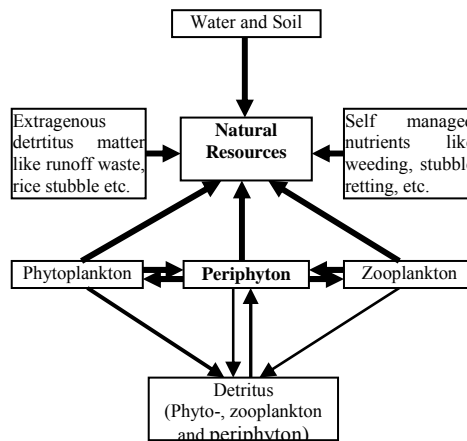 Water and Soil
Extragenous
detrtitus matter
like runoff waste,
rice stubble etc.
Natural
Resources
Self managed
nutrients like
weeding, stubble
retting, etc.
Phytoplankton
Periphyton
Zooplankton
Detritus
(Phyto-, zooplankton
and periphyton)